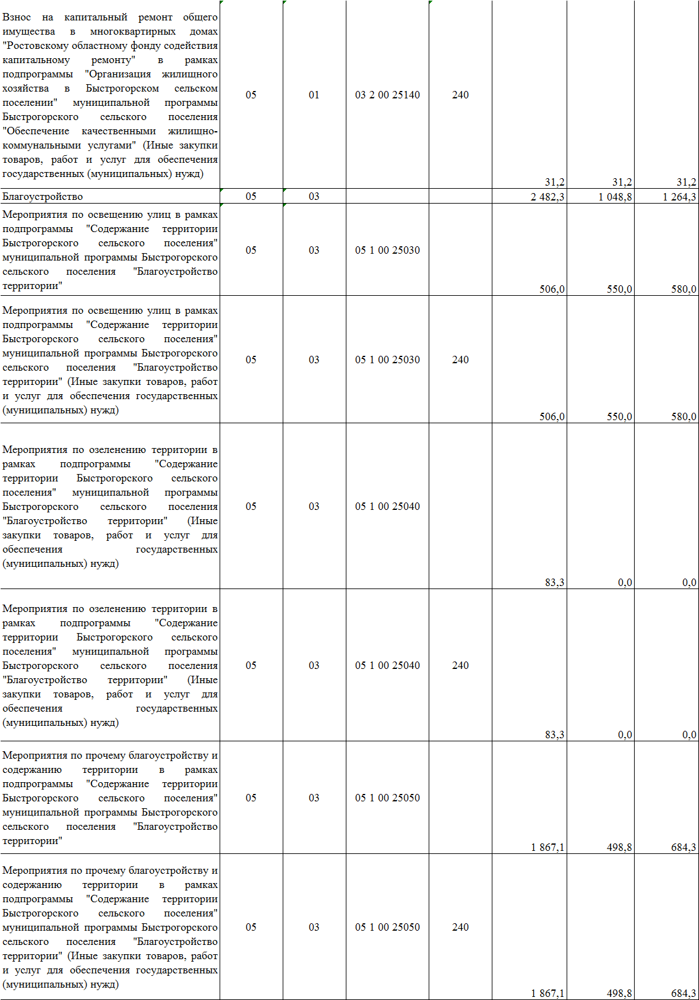 Взнос на капитальный ремонт общего
имущества в многоквартирных домах
"Ростовскому областному фонду содействия
капитальному ремонту" в рамках
подпрограммы "Организация жилищного
хозяйства в Быстрогорском сельском
поселении" муниципальной программы
Быстрогорского сельского поселения
"Обеспечение качественными жилищно-
коммунальными услугами" (Иные закупки
товаров, работ и услуг для обеспечения
государственных (муниципальных) нужд)
05 01 03 2 00 25140 240
31,2 31,2 31,2
Благоустройство 05 03 2 482,3 1 048,8 1 264,3
Мероприятия по освещению улиц в рамках
подпрограммы "Содержание территории
Быстрогорского сельского поселения"
муниципальной программы Быстрогорского
сельского поселения "Благоустройство
территории"
05 03 05 1 00 25030
506,0 550,0 580,0
Мероприятия по освещению улиц в рамках
подпрограммы "Содержание территории
Быстрогорского сельского поселения"
муниципальной программы Быстрогорского
сельского поселения "Благоустройство
территории" (Иные закупки товаров, работ
и услуг для обеспечения государственных
(муниципальных) нужд)
05 03 05 1 00 25030 240
506,0 550,0 580,0
Мероприятия по озеленению территории в
рамках подпрограммы "Содержание
территории Быстрогорского сельского
поселения" муниципальной программы
Быстрогорского сельского поселения
"Благоустройство территории" (Иные
закупки товаров, работ и услуг для
обеспечения государственных
(муниципальных) нужд)
05 03 05 1 00 25040
83,3 0,0 0,0
Мероприятия по озеленению территории в
рамках подпрограммы "Содержание
территории Быстрогорского сельского
поселения" муниципальной программы
Быстрогорского сельского поселения
"Благоустройство территории" (Иные
закупки товаров, работ и услуг для
обеспечения государственных
(муниципальных) нужд)
05 03 05 1 00 25040 240
83,3 0,0 0,0
Мероприятия по прочему благоустройству и
содержанию территории в рамках
подпрограммы "Содержание территории
Быстрогорского сельского поселения"
муниципальной программы Быстрогорского
сельского поселения "Благоустройство
территории"
05 03 05 1 00 25050
1 867,1 498,8 684,3
Мероприятия по прочему благоустройству и
содержанию территории в рамках
подпрограммы "Содержание территории
Быстрогорского сельского поселения"
муниципальной программы Быстрогорского
сельского поселения "Благоустройство
территории" (Иные закупки товаров, работ
и услуг для обеспечения государственных
(муниципальных) нужд)
05 03 05 1 00 25050 240
1 867,1 498,8 684,3